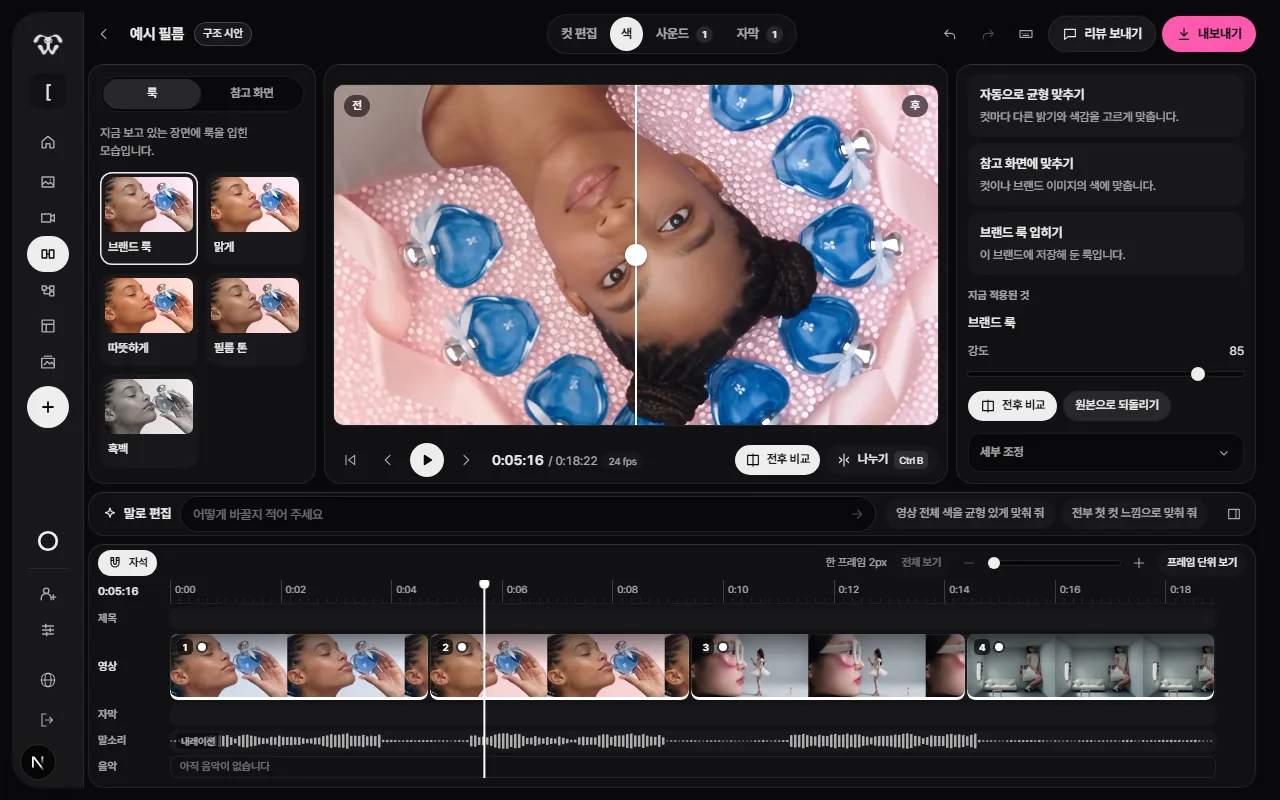 예시 필름
구조 시안
컷 편집
색
사운드 1
자막 1
리뷰 보내기
내보내기
[
룩
참고 화면
지금 보고 있는 장면에 룩을 입힌
모습입니다.
브랜드 룩
맑게
따뜻하게
필름 톤
흑백
전
후
0:05:16 / 0:18:22 24 fps
전후 비교
나누기 Ctrl B
자동으로 균형 맞추기
컷마다 다른 밝기와 색감을 고르게 맞춥니다.
참고 화면에 맞추기
컷이나 브랜드 이미지의 색에 맞춥니다.
브랜드 룩 입히기
이 브랜드에 저장해 둔 룩입니다.
지금 적용된 것
브랜드 룩
강도 85
전후 비교
원본으로 되돌리기
세부 조정
말로 편집
어떻게 바꿀지 적어 주세요
영상 전체 색을 균형 있게 맞춰 줘
전부 첫 컷 느낌으로 맞춰 줘
자석
한 프레임 2px
전체 보기
프레임 단위 보기
0:05:16
0:00 0:02 0:04 0:06 0:08 0:10 0:12 0:14 0:16 0:18
제목
영상
1 2 3 4
자막
말소리
내레이션
음악
아직 음악이 없습니다
N